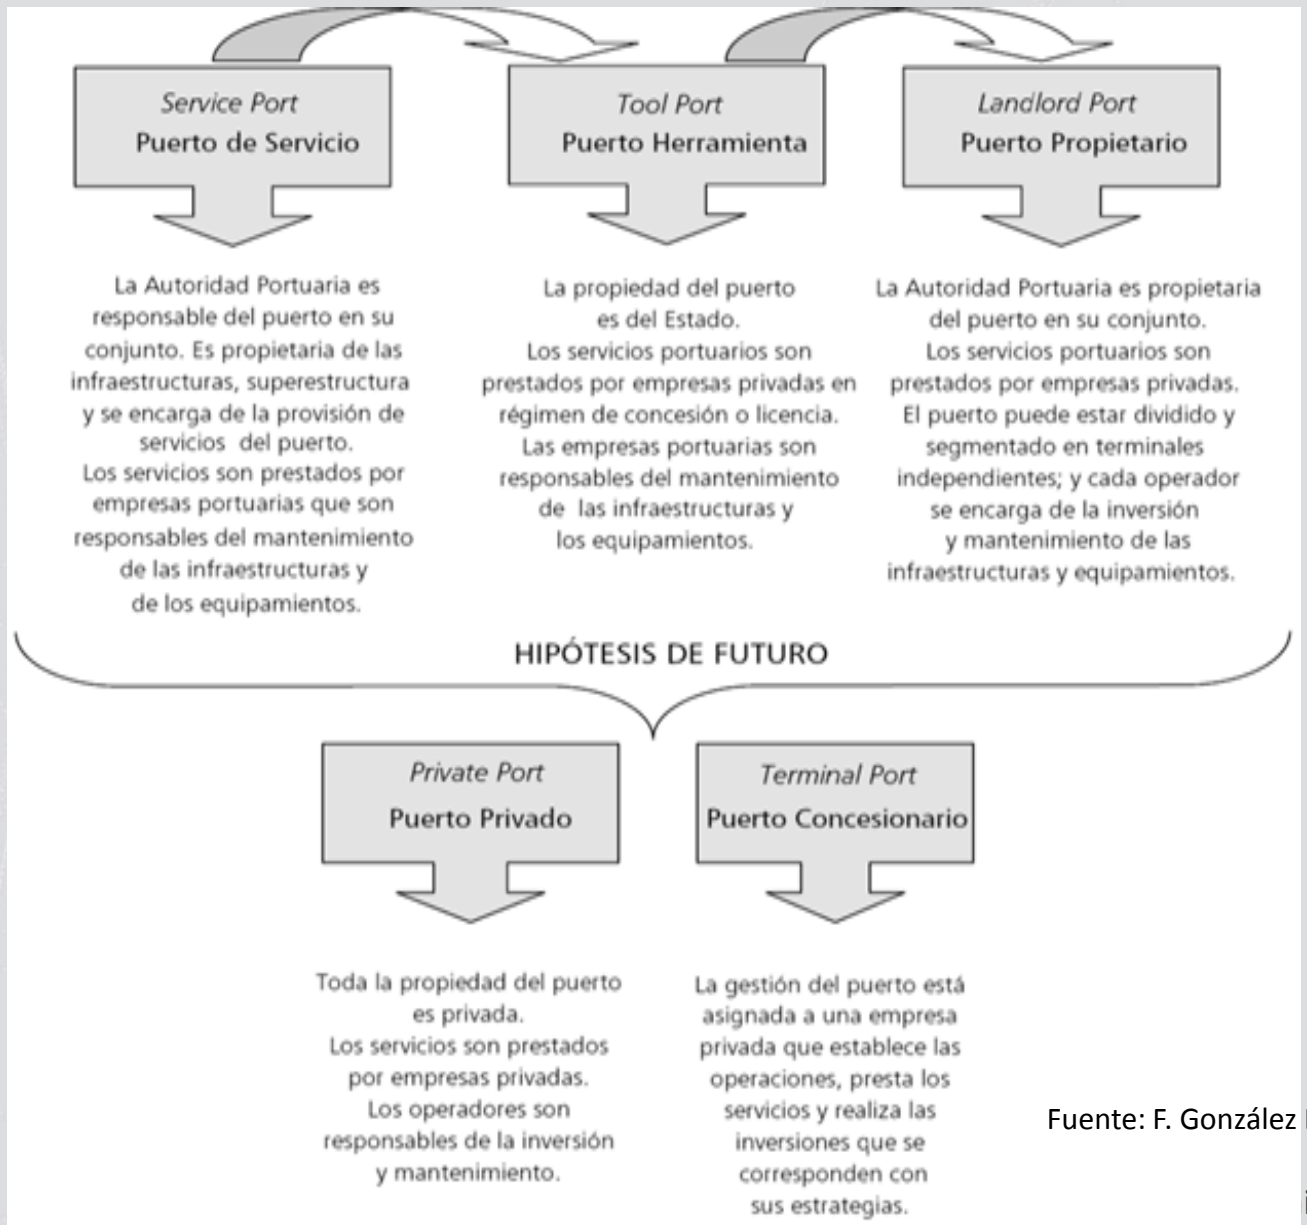 Service Port
Puerto de Servicio
La Autoridad Portuaria es
responsable del puerto en su
conjunto. Es propietaria de las
infraestructuras, superestructura
y se encarga de la provisión de
servicios del puerto.
Los servicios son prestados por
empresas portuarias que son
responsables del mantenimiento
de las infraestructuras y
de los equipamientos.
Tool Port
Puerto Herramienta
La propiedad del puerto
es del Estado.
Los servicios portuarios son
prestados por empresas privadas en
régimen de concesión o licencia.
Las empresas portuarias son
responsables del mantenimiento
de las infraestructuras y
los equipamientos.
Landlord Port
Puerto Propietario
La Autoridad Portuaria es propietaria
del puerto en su conjunto.
Los servicios portuarios son
prestados por empresas privadas.
El puerto puede estar dividido y
segmentado en terminales
independientes; y cada operador
se encarga de la inversión
y mantenimiento de las
infraestructuras y equipamientos.
HIPÓTESIS DE FUTURO
Private Port
Puerto Privado
Toda la propiedad del puerto
es privada.
Los servicios son prestados
por empresas privadas.
Los operadores son
responsables de la inversión
y mantenimiento.
Terminal Port
Puerto Concesionario
La gestión del puerto está
asignada a una empresa
privada que establece las
operaciones, presta los
servicios y realiza las
inversiones que se
corresponden con
sus estrategias.
Fuente: F. González